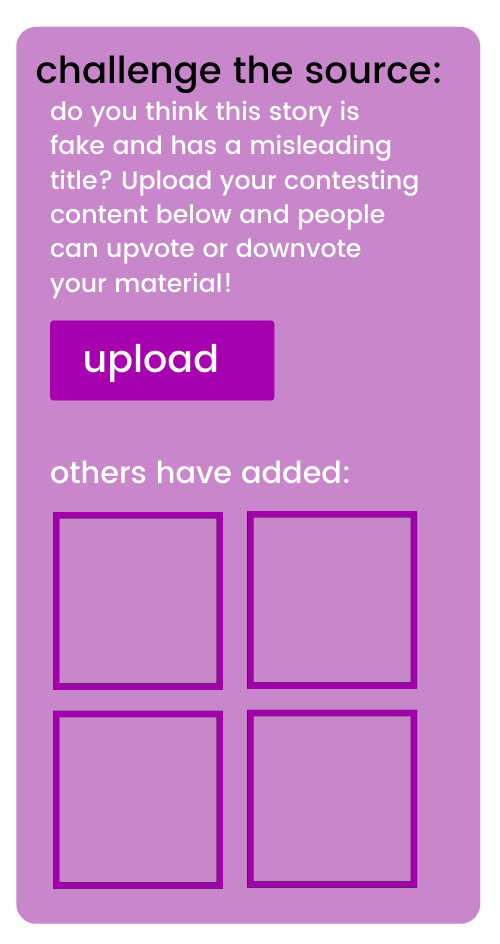 challenge the source:
do you think this story is
fake and has a misleading
title? Upload your contesting
content below and people
can upvote or downvote
your material!
upload
others have added: